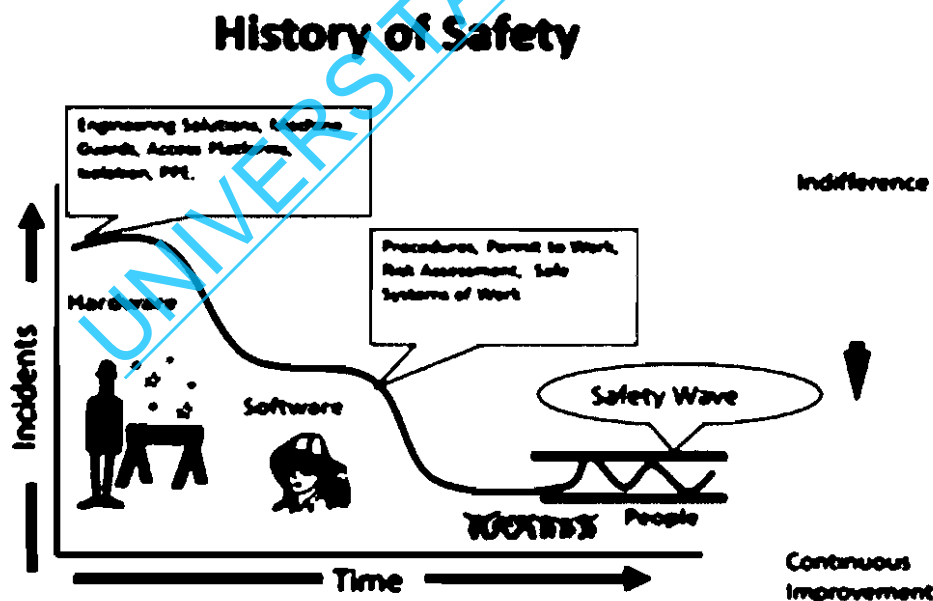 History of Safety
UNIVERSITA
Engineering Solutions, Machine
Guards, Access Platforms,
Isolation, PPE.
Indifference
Procedures, Permit to Work,
Risk Assessment, Safe
Systems of Work
Hardware
Incidents
Software
Safety Wave
People
Time
Continuous
Improvement